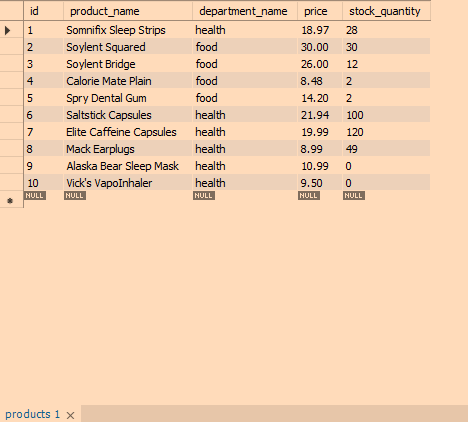 id product_name department_name price stock_quantity
1 Somnifix Sleep Strips health 18.97 28
2 Soylent Squared food 30.00 30
3 Soylent Bridge food 26.00 12
4 Calorie Mate Plain food 8.48 2
5 Spry Dental Gum food 14.20 2
6 Saltstick Capsules health 21.94 100
7 Elite Caffeine Capsules health 19.99 120
8 Mack Earplugs health 8.99 49
9 Alaska Bear Sleep Mask health 10.99 0
10 Vick's VapoInhaler health 9.50 0
NULL NULL NULL NULL NULL
products 1